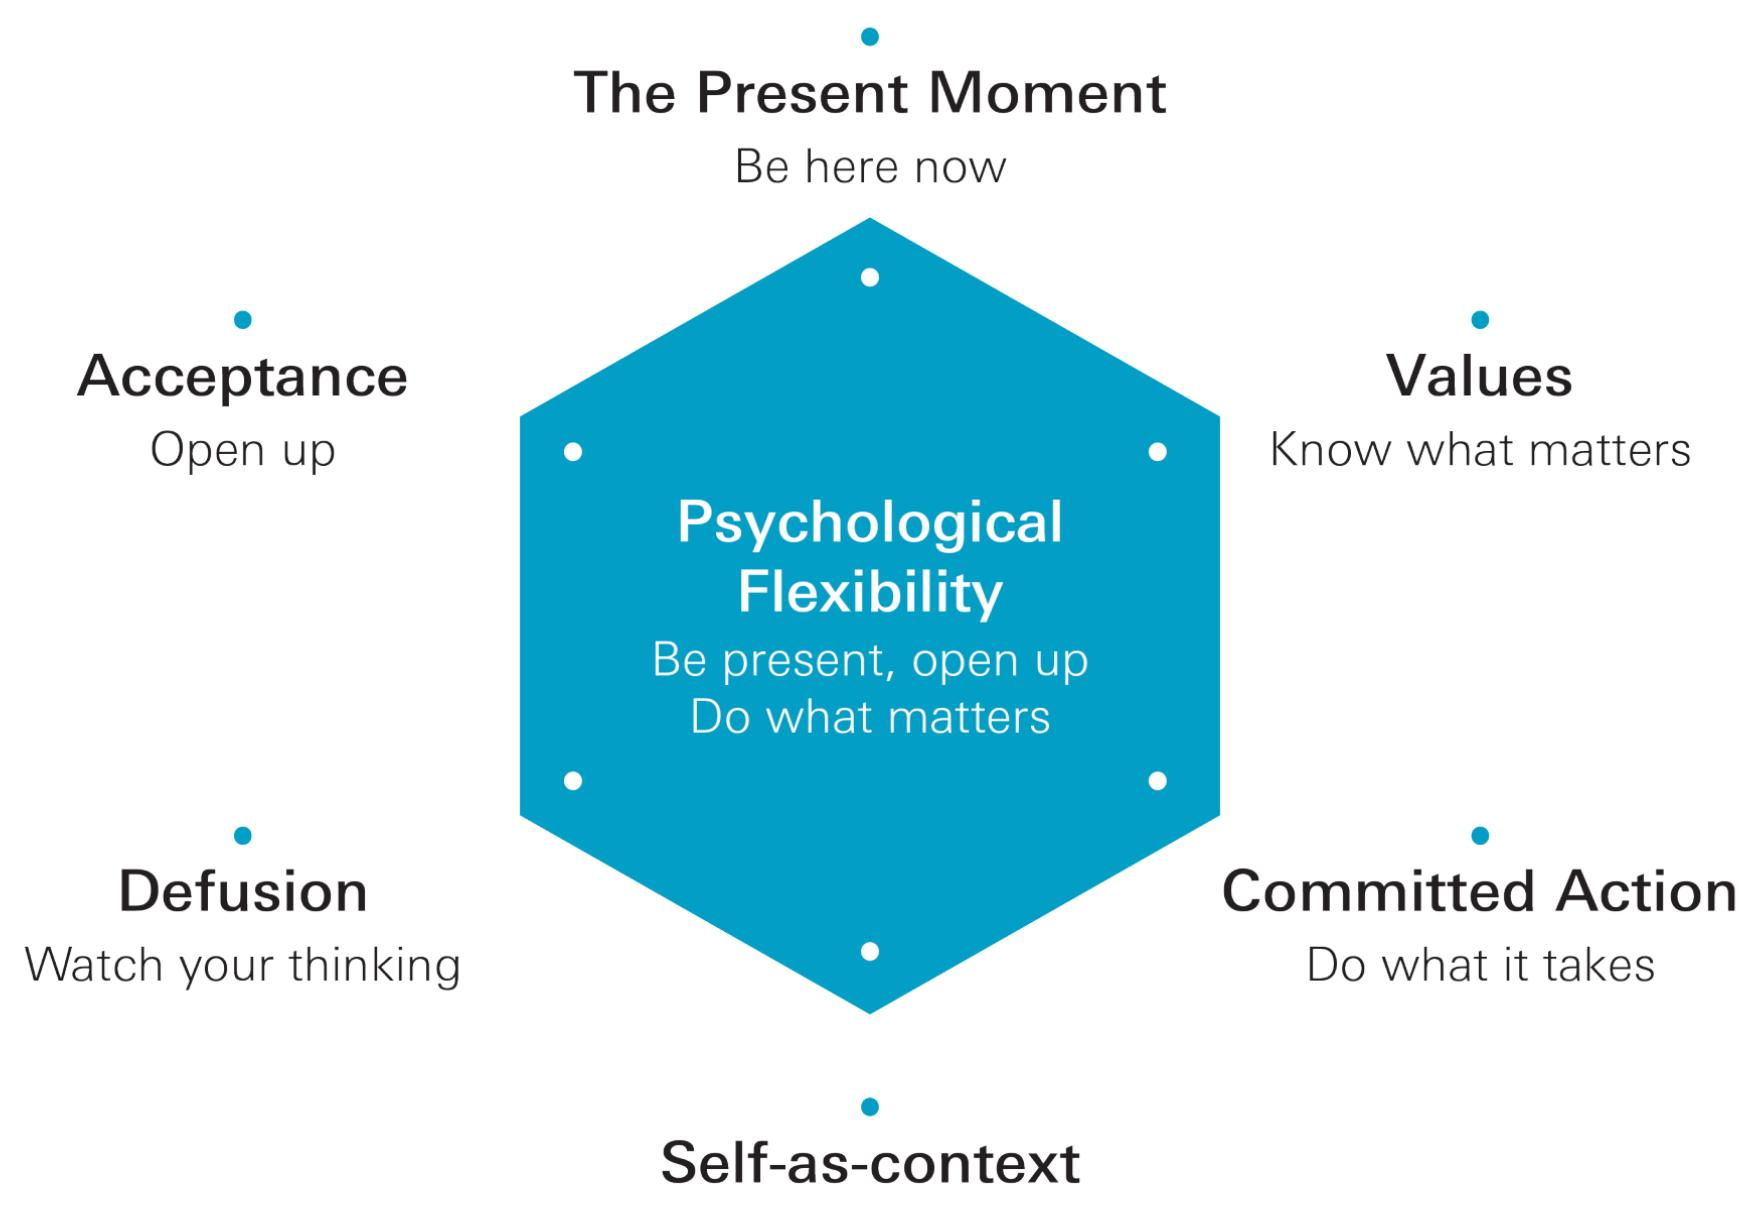 The Present Moment
Be here now
Acceptance
Open up
Values
Know what matters
Psychological
Flexibility
Be present, open up
Do what matters
Defusion
Watch your thinking
Committed Action
Do what it takes
Self-as-context